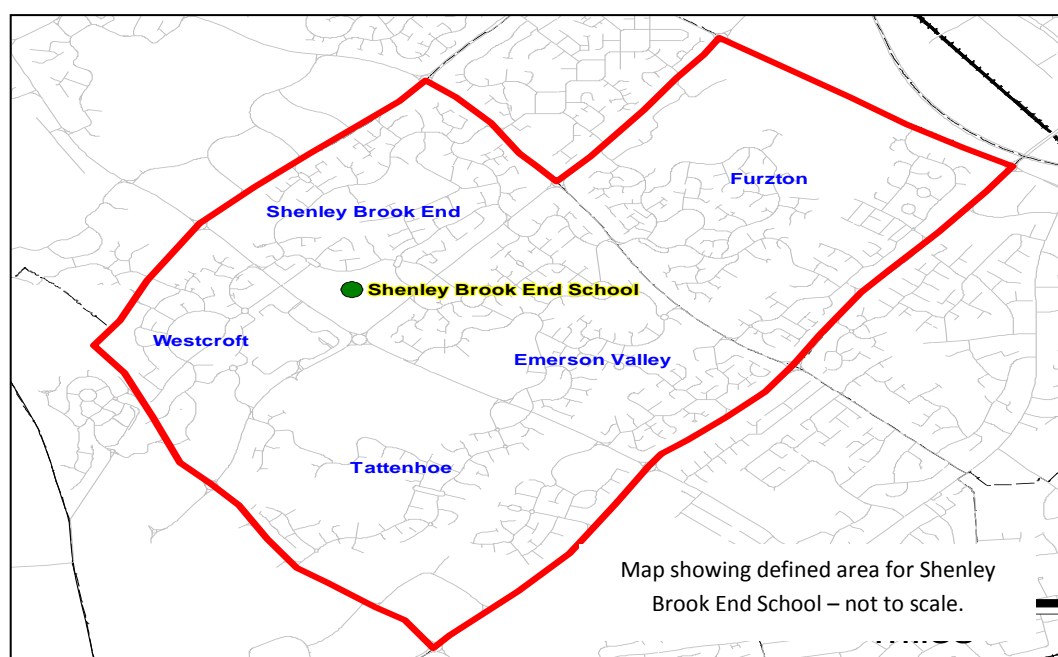 Furzton
Shenley Brook End
Shenley Brook End School
Westcroft
Emerson Valley
Tattenhoe
Map showing defined area for Shenley
Brook End School – not to scale.